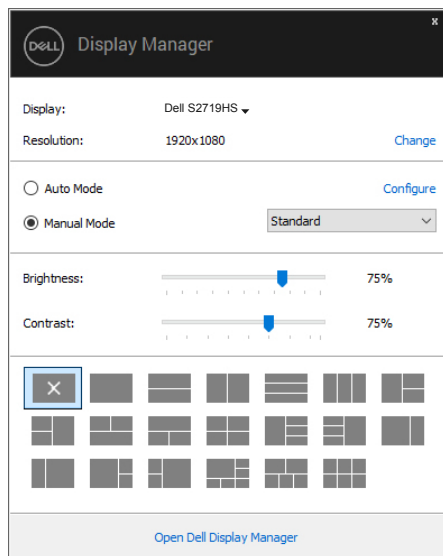 x
DELL Display Manager
Display: Dell S2719HS
Resolution: 1920x1080 Change
Auto Mode Configure
Manual Mode Standard
Brightness: 75%
Contrast: 75%
Open Dell Display Manager